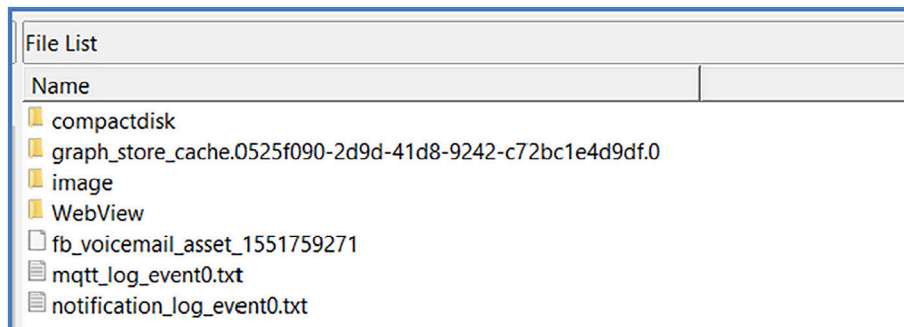 File List
Name
compactdisk
graph_store_cache.0525f090-2d9d-41d8-9242-c72bc1e4d9df.0
image
WebView
fb_voicemail_asset_1551759271
mqtt_log_event0.txt
notification_log_event0.txt